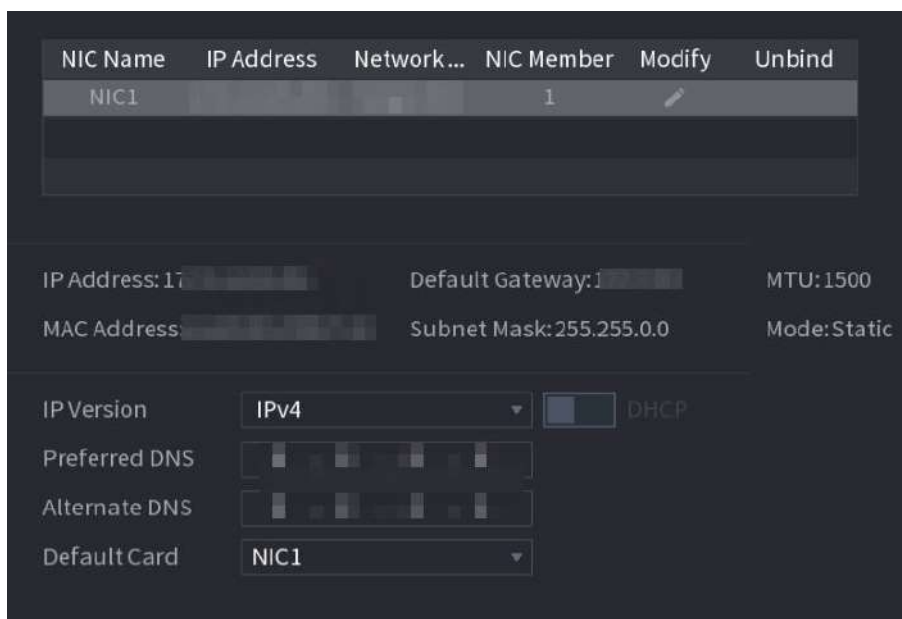 NIC Name IP Address Network... NIC Member Modify Unbind
NIC1 1
IP Address:17 Default Gateway:1 MTU:1500
MAC Address: Subnet Mask:255.255.0.0 Mode:Static
IP Version IPv4 DHCP
Preferred DNS
Alternate DNS
Default Card NIC1